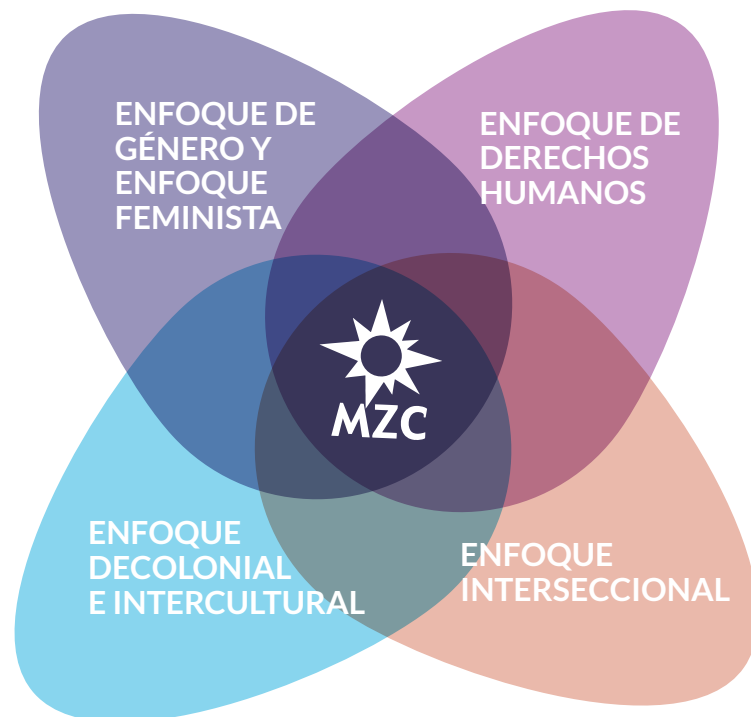 ENFOQUE DE
GÉNERO Y
ENFOQUE
FEMINISTA
ENFOQUE DE
DERECHOS
HUMANOS
MZC
ENFOQUE
DECOLONIAL
E INTERCULTURAL
ENFOQUE
INTERSECCIONAL